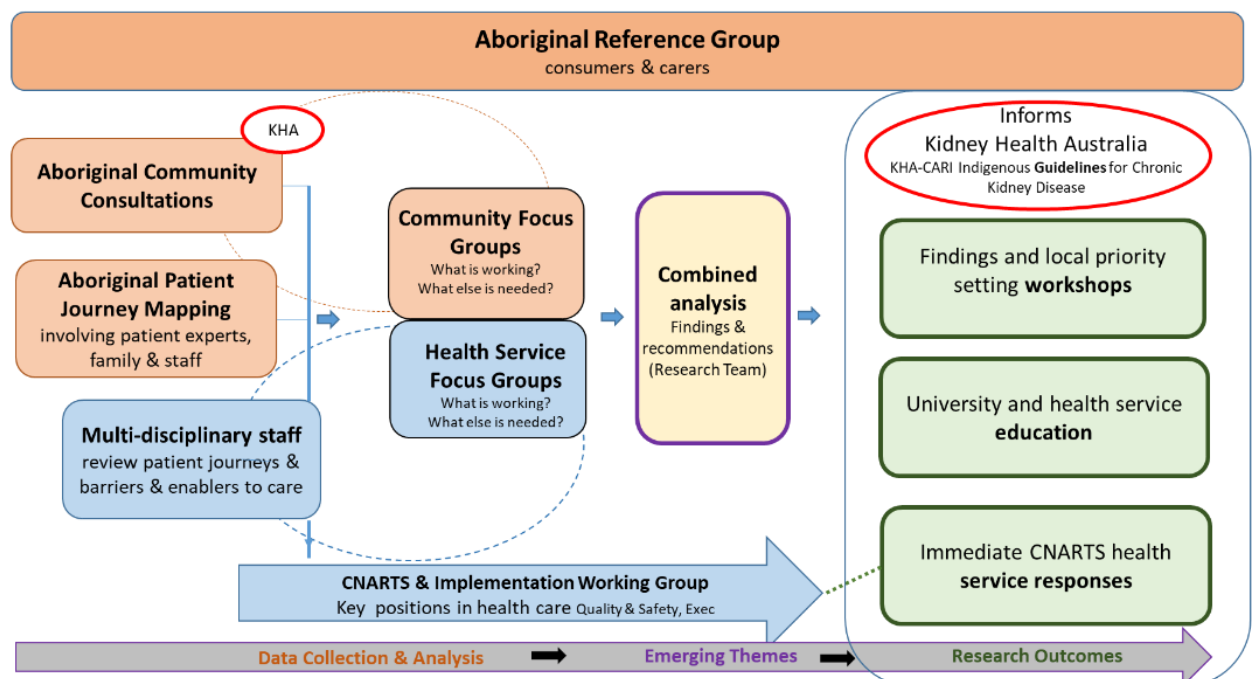 Aboriginal Reference Group
consumers & carers
KHA
Aboriginal Community
Consultations
Aboriginal Patient
Journey Mapping
involving patient experts,
family & staff
Multi-disciplinary staff
review patient journeys &
barriers & enablers to care
Community Focus
Groups
What is working?
What else is needed?
Health Service
Focus Groups
What is working?
What else is needed?
Combined
analysis
Findings &
recommendations
(Research Team)
Informs
Kidney Health Australia
KHA-CARI Indigenous Guidelines for Chronic
Kidney Disease
Findings and local priority
setting workshops
University and health service
education
Immediate CNARTS health
service responses
CNARTS & Implementation Working Group
Key positions in health care Quality & Safety, Exec
Data Collection & Analysis
Emerging Themes
Research Outcomes